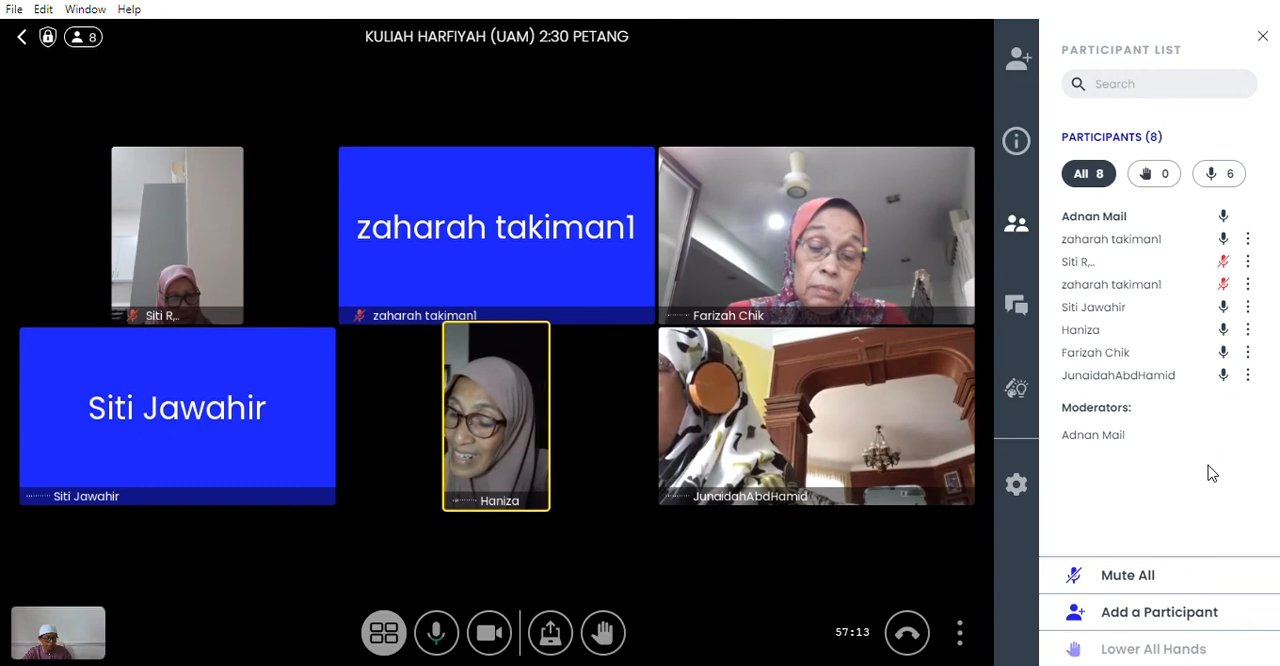 File Edit Window Help
8
KULIAH HARFIYAH (UAM) 2:30 PETANG
Siti R,..
zaharah takiman1
zaharah takiman1
Farizah Chik
Siti Jawahir
Siti Jawahir
Haniza
JunaidahAbdHamid
57:13
PARTICIPANT LIST
Search
PARTICIPANTS (8)
All 8 0 6
Adnan Mail
zaharah takiman1
Siti R,..
zaharah takiman1
Siti Jawahir
Haniza
Farizah Chik
JunaidahAbdHamid
Moderators:
Adnan Mail
Mute All
Add a Participant
Lower All Hands